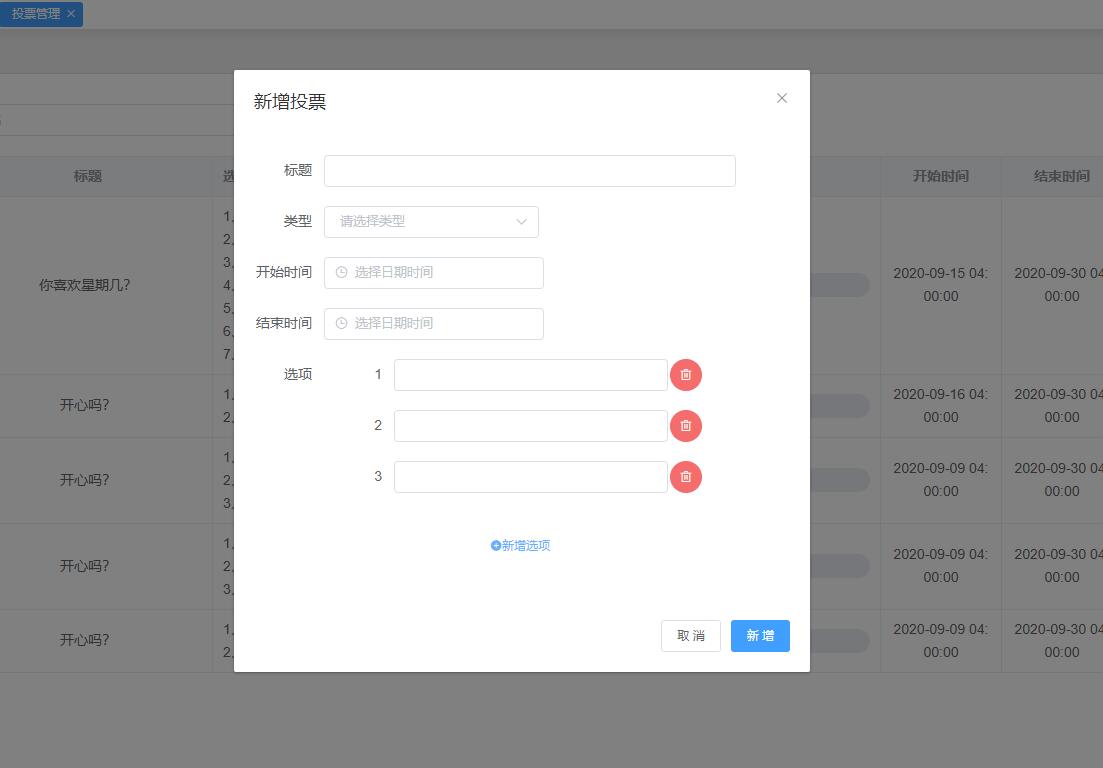 投票管理 ×
标题
选
开始时间
结束时间
你喜欢星期几?
1、
2、
3、
4、
5、
6、
7、
2020-09-15 04:
00:00
2020-09-30 04
00:00
开心吗?
1、
2、
2020-09-16 04:
00:00
2020-09-30 04
00:00
开心吗?
1、
2、
3、
2020-09-09 04:
00:00
2020-09-30 04
00:00
开心吗?
1、
2、
3、
2020-09-09 04:
00:00
2020-09-30 04
00:00
开心吗?
1、
2、
2020-09-09 04:
00:00
2020-09-30 04
00:00
新增投票
标题
类型 请选择类型
开始时间 选择日期时间
结束时间 选择日期时间
选项 1
2
3
新增选项
取消 新增